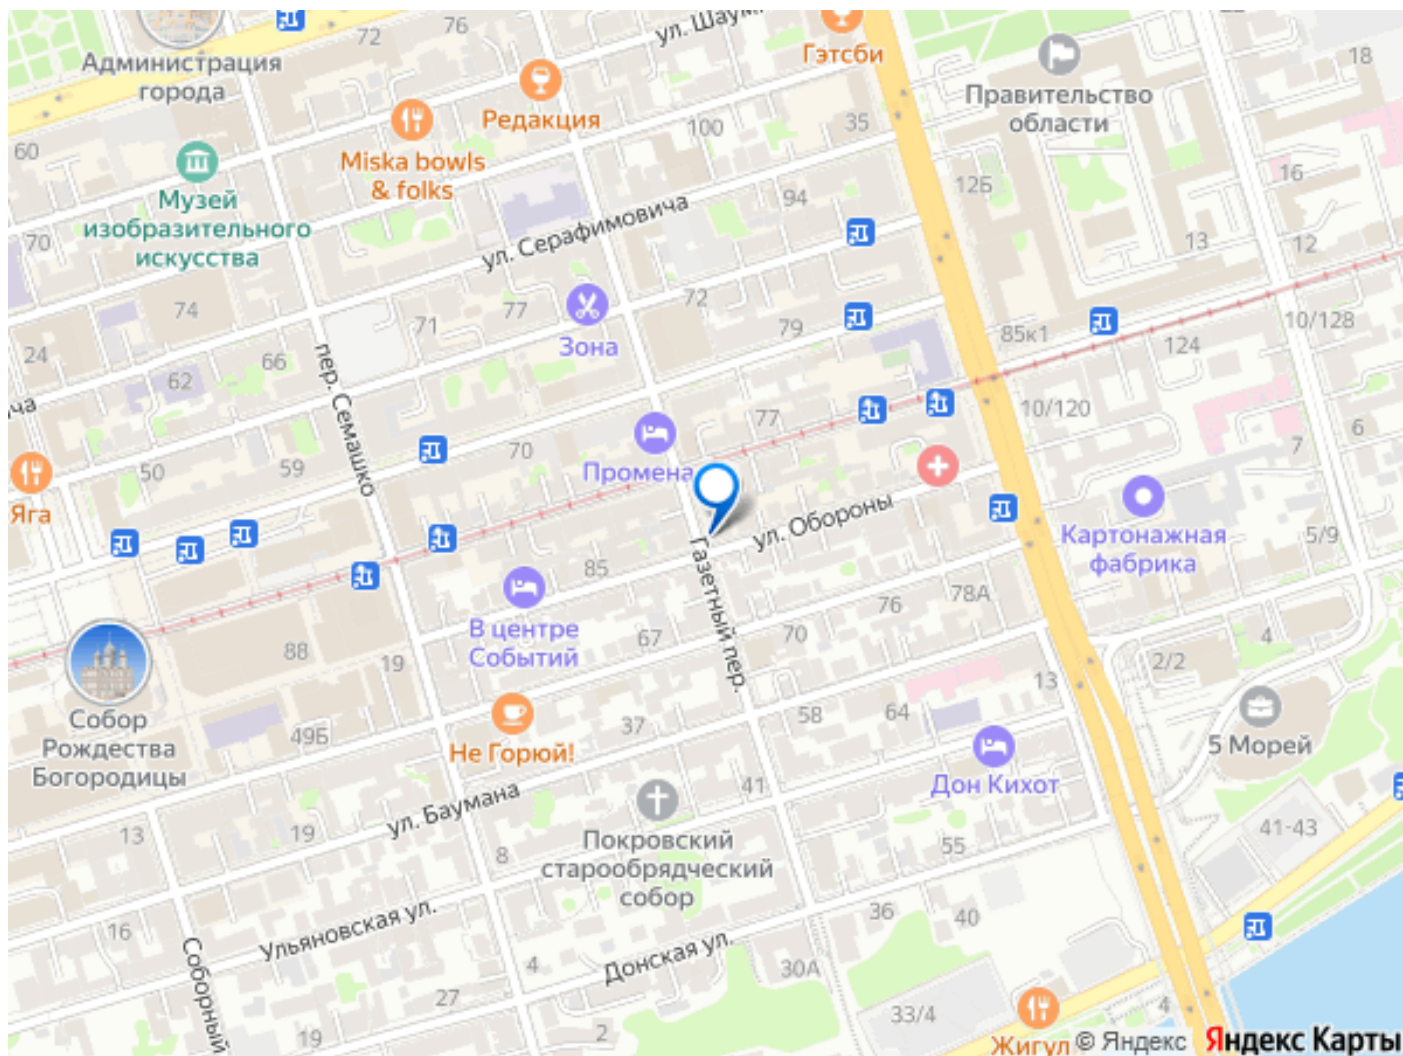 76
ул. Шаум
72
Гэтсби
18
Администрация
города
Правительство
области
Редакция
100
35
60
Miska bowls
& folks
16
Музей
изобразительного
искусства
12Б
94
ул. Серафимовича
70
13
12
74
77
72
71
79
85к1
10/128
Зона
24
66
124
62
пер. Семашко
ча
77
10/120
6
7
50
59
70
Промена
Яга
ул. Обороны
Картонажная
фабрика
5/9
85
Газетный пер.
78А
76
В центре
Событий
67
70
4
88
19
2/2
13
Собор
Рождества
Богородицы
49Б
37
58
64
5 Морей
Не Горюй!
41
Дон Кихот
ул. Баумана
13
19
41-43
8
Покровский
старообрядческий
собор
55
16
Ульяновская ул.
36
40
Соборный
Донская ул.
4
30А
27
33/4
4
19
2
Жигул
© Яндекс
Яндекс Карты